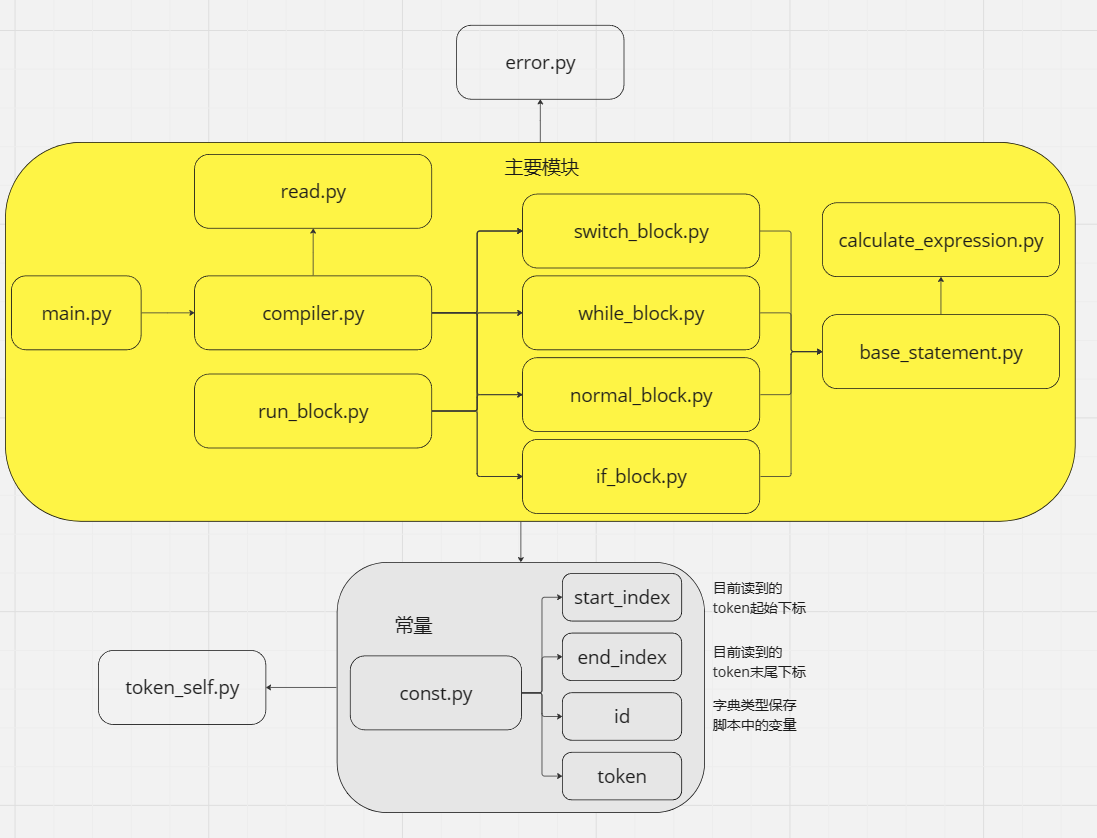 error.py
主要模块
read.py
switch_block.py
calculate_expression.py
main.py
compiler.py
while_block.py
base_statement.py
run_block.py
normal_block.py
if_block.py
常量
start_index
目前读到的
token起始下标
end_index
目前读到的
token末尾下标
token_self.py
const.py
id
字典类型保存
脚本中的变量
token